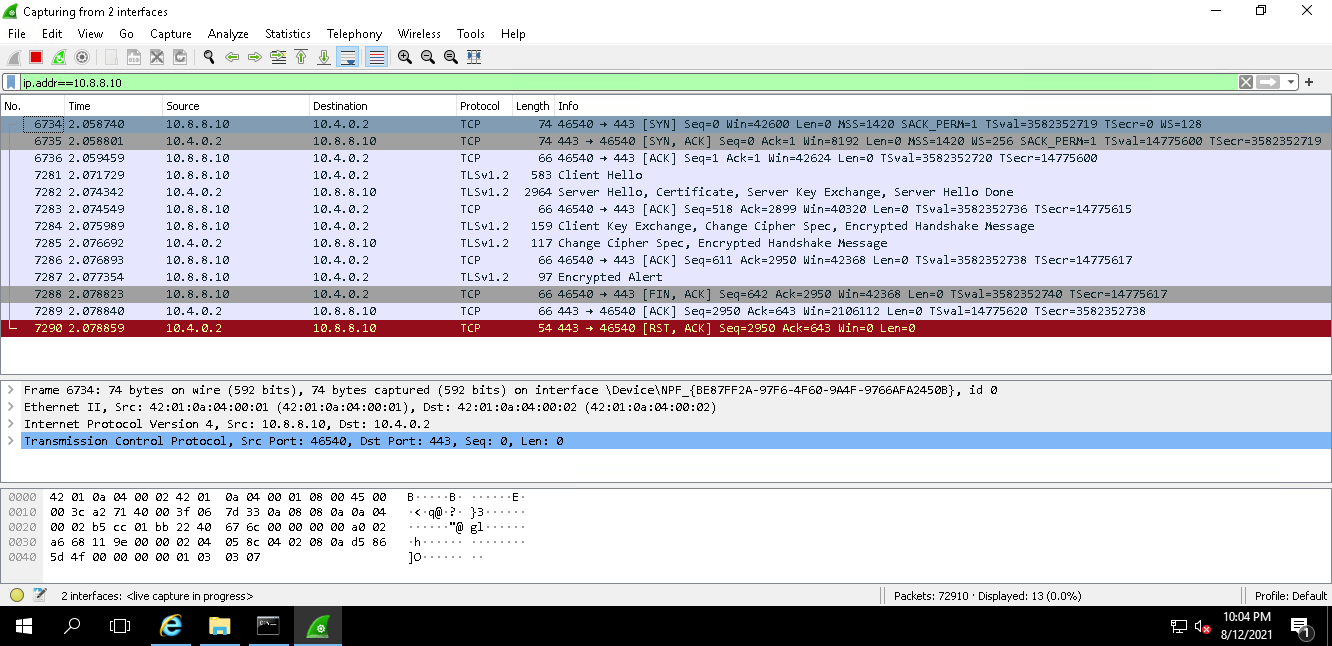 Capturing from 2 interfaces
File Edit View Go Capture Analyze Statistics Telephony Wireless Tools Help
ip.addr==10.8.8.10
No. Time Source Destination Protocol Length Info
6734 2.058740 10.8.8.10 10.4.0.2 TCP 74 46540 → 443 [SYN] Seq=0 Win=42600 Len=0 MSS=1420 SACK_PERM=1 TSval=3582352719 TSecr=0 WS=128
6735 2.058801 10.4.0.2 10.8.8.10 TCP 74 443 → 46540 [SYN, ACK] Seq=0 Ack=1 Win=8192 Len=0 MSS=1420 WS=256 SACK_PERM=1 TSval=14775600 TSecr=3582352719
6736 2.059459 10.8.8.10 10.4.0.2 TCP 66 46540 → 443 [ACK] Seq=1 Ack=1 Win=42624 Len=0 TSval=3582352720 TSecr=14775600
7281 2.071729 10.8.8.10 10.4.0.2 TLSv1.2 583 Client Hello
7282 2.074342 10.4.0.2 10.8.8.10 TLSv1.2 2964 Server Hello, Certificate, Server Key Exchange, Server Hello Done
7283 2.074549 10.8.8.10 10.4.0.2 TCP 66 46540 → 443 [ACK] Seq=518 Ack=2899 Win=40320 Len=0 TSval=3582352736 TSecr=14775615
7284 2.075989 10.8.8.10 10.4.0.2 TLSv1.2 159 Client Key Exchange, Change Cipher Spec, Encrypted Handshake Message
7285 2.076692 10.4.0.2 10.8.8.10 TLSv1.2 117 Change Cipher Spec, Encrypted Handshake Message
7286 2.076893 10.8.8.10 10.4.0.2 TCP 66 46540 → 443 [ACK] Seq=611 Ack=2950 Win=42368 Len=0 TSval=3582352738 TSecr=14775617
7287 2.077354 10.8.8.10 10.4.0.2 TLSv1.2 97 Encrypted Alert
7288 2.078823 10.8.8.10 10.4.0.2 TCP 66 46540 → 443 [FIN, ACK] Seq=642 Ack=2950 Win=42368 Len=0 TSval=3582352740 TSecr=14775617
7289 2.078840 10.4.0.2 10.8.8.10 TCP 66 443 → 46540 [ACK] Seq=2950 Ack=643 Win=2106112 Len=0 TSval=14775620 TSecr=3582352738
7290 2.078859 10.4.0.2 10.8.8.10 TCP 54 443 → 46540 [RST, ACK] Seq=2950 Ack=643 Win=0 Len=0
Frame 6734: 74 bytes on wire (592 bits), 74 bytes captured (592 bits) on interface \Device\NPF_{BE87FF2A-97F6-4F60-9A4F-9766AFA2450B}, id 0
Ethernet II, Src: 42:01:0a:04:00:01 (42:01:0a:04:00:01), Dst: 42:01:0a:04:00:02 (42:01:0a:04:00:02)
Internet Protocol Version 4, Src: 10.8.8.10, Dst: 10.4.0.2
Transmission Control Protocol, Src Port: 46540, Dst Port: 443, Seq: 0, Len: 0
0000 42 01 0a 04 00 02 42 01 0a 04 00 01 08 00 45 00 B·····B· ······E·
0010 00 3c a2 71 40 00 3f 06 7d 33 0a 08 08 0a 0a 04 ·<·q@·?· }3······
0020 00 02 b5 cc 01 bb 22 40 67 6c 00 00 00 00 a0 02 ······"@ gl······
0030 a6 68 11 9e 00 00 02 04 05 8c 04 02 08 0a d5 86 ·h······ ········
0040 5d 4f 00 00 00 00 01 03 03 07 ]O······ ··
2 interfaces: <live capture in progress> Packets: 72910 · Displayed: 13 (0.0%) Profile: Default
10:04 PM
8/12/2021
1